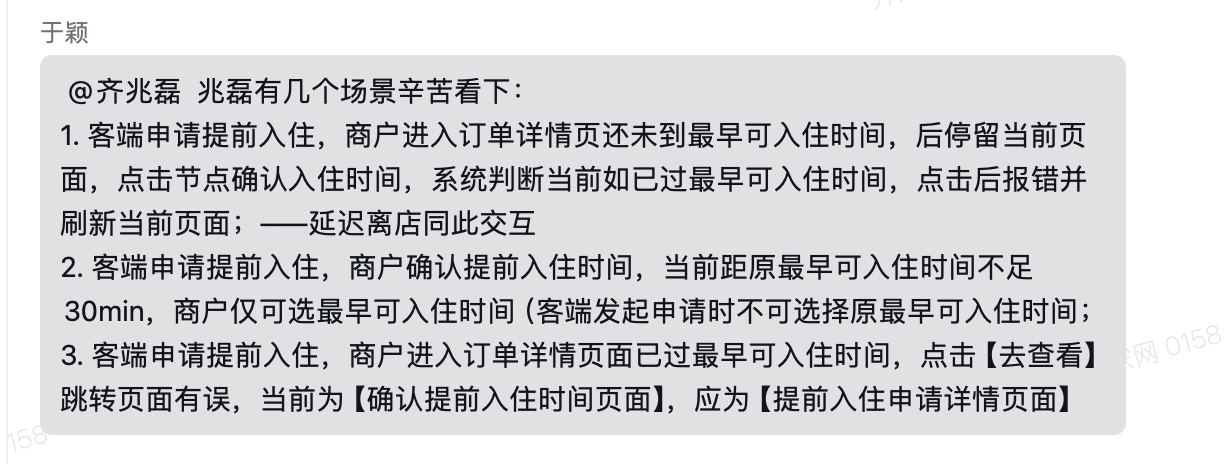 于颖
@齐兆磊 兆磊有几个场景辛苦看下：
1. 客端申请提前入住，商户进入订单详情页还未到最早可入住时间，后停留当前页
面，点击节点确认入住时间，系统判断当前如已过最早可入住时间，点击后报错并
刷新当前页面；——延迟离店同此交互
2. 客端申请提前入住，商户确认提前入住时间，当前距原最早可入住时间不足
30min，商户仅可选最早可入住时间（客端发起申请时不可选择原最早可入住时间；
3. 客端申请提前入住，商户进入订单详情页面已过最早可入住时间，点击【去查看】
跳转页面有误，当前为【确认提前入住时间页面】，应为【提前入住申请详情页面】
网 0158
158